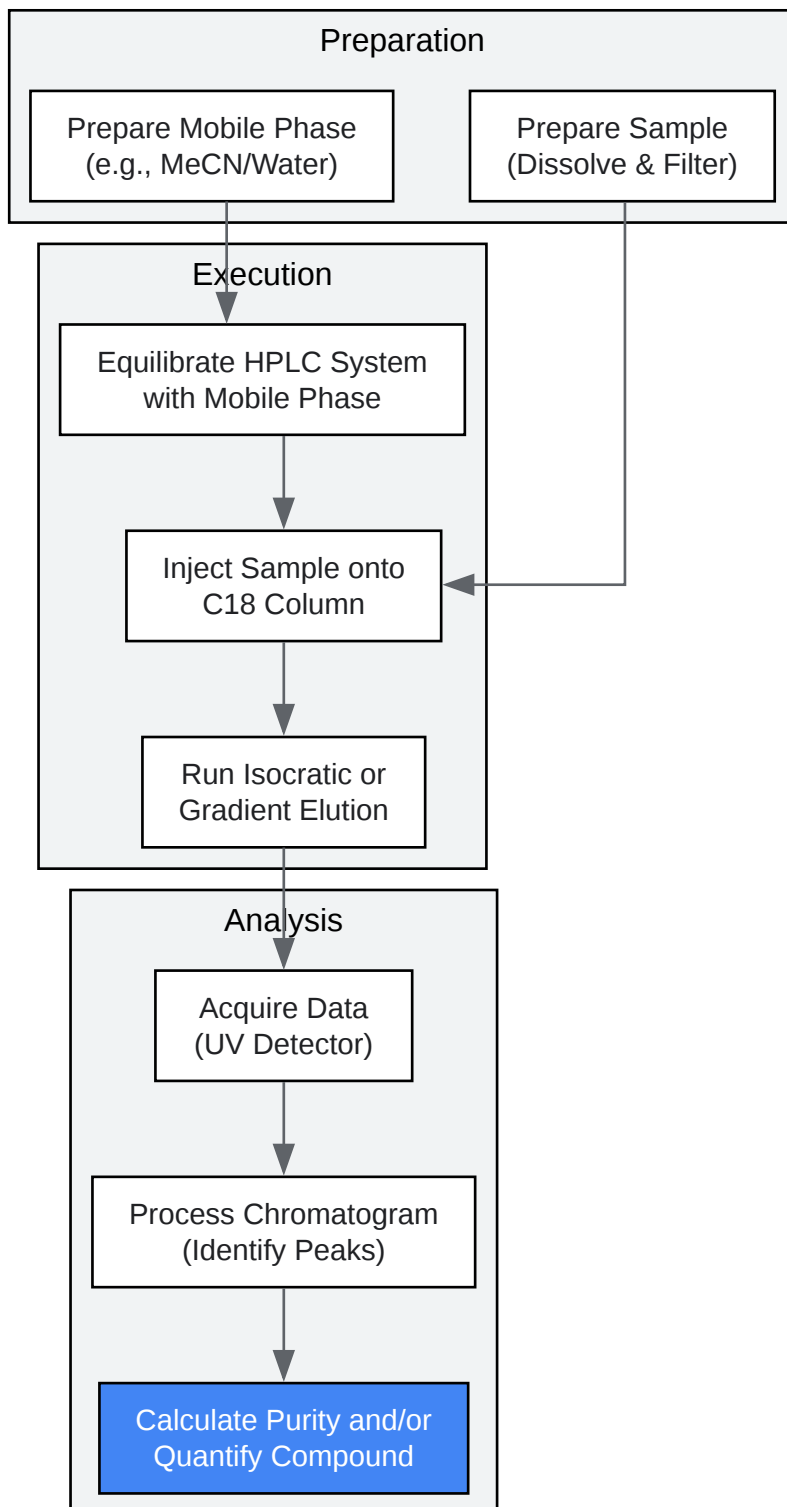 Preparation
Prepare Mobile Phase
(e.g., MeCN/Water)
Prepare Sample
(Dissolve & Filter)
Execution
Equilibrate HPLC System
with Mobile Phase
Inject Sample onto
C18 Column
Run Isocratic or
Gradient Elution
Analysis
Acquire Data
(UV Detector)
Process Chromatogram
(Identify Peaks)
Calculate Purity and/or
Quantify Compound